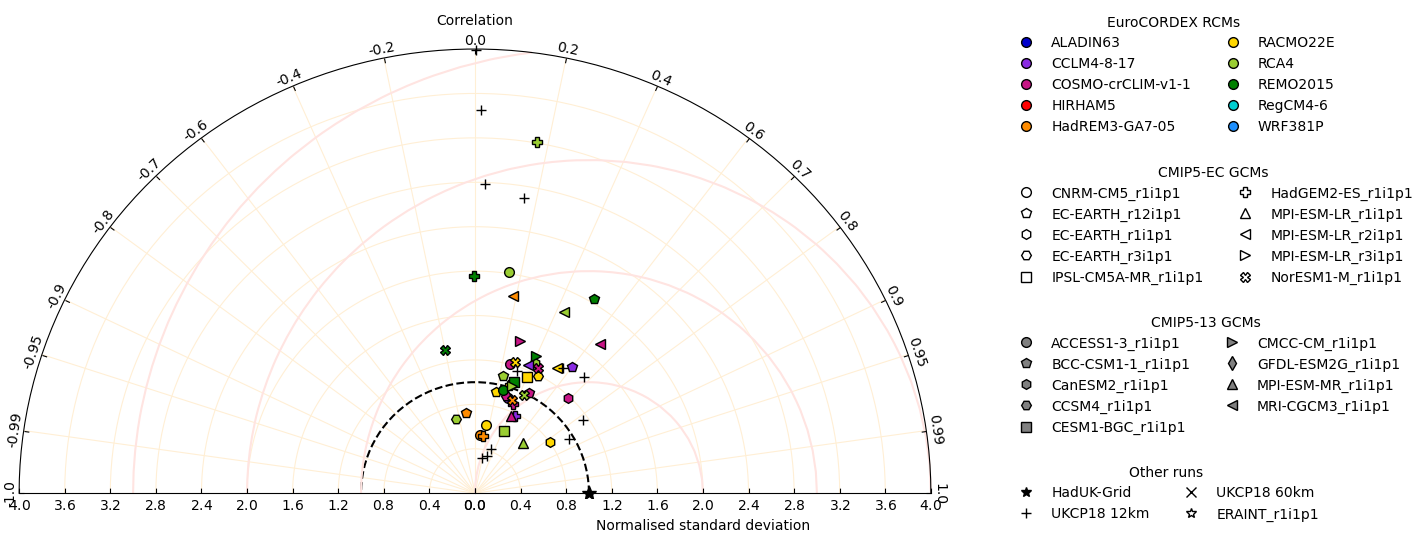 Correlation
0.0
-0.2
0.2
-0.4
0.4
-0.6
0.6
-0.7
0.7
-0.8
0.8
-0.9
0.9
-0.95
0.95
-0.99
0.99
-1.0
1.0
4.0 3.6 3.2 2.8 2.4 2.0 1.6 1.2 0.8 0.4 0.0 0.4 0.8 1.2 1.6 2.0 2.4 2.8 3.2 3.6 4.0
Normalised standard deviation
EuroCORDEX RCMs
ALADIN63 RACMO22E
CCLM4-8-17 RCA4
COSMO-crCLIM-v1-1 REMO2015
HIRHAM5 RegCM4-6
HadREM3-GA7-05 WRF381P
CMIP5-EC GCMs
CNRM-CM5_r1i1p1 HadGEM2-ES_r1i1p1
EC-EARTH_r12i1p1 MPI-ESM-LR_r1i1p1
EC-EARTH_r1i1p1 MPI-ESM-LR_r2i1p1
EC-EARTH_r3i1p1 MPI-ESM-LR_r3i1p1
IPSL-CM5A-MR_r1i1p1 NorESM1-M_r1i1p1
CMIP5-13 GCMs
ACCESS1-3_r1i1p1 CMCC-CM_r1i1p1
BCC-CSM1-1_r1i1p1 GFDL-ESM2G_r1i1p1
CanESM2_r1i1p1 MPI-ESM-MR_r1i1p1
CCSM4_r1i1p1 MRI-CGCM3_r1i1p1
CESM1-BGC_r1i1p1
Other runs
HadUK-Grid UKCP18 60km
UKCP18 12km ERAINT_r1i1p1